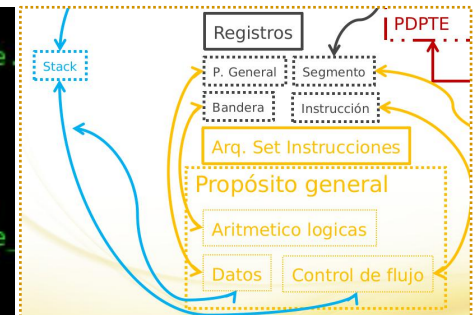 PDPTE
Registros
Stack
P. General
Segmento
Bandera
Instrucción
Arq. Set Instrucciones
Propósito general
Aritmetico logicas
Datos
Control de flujo